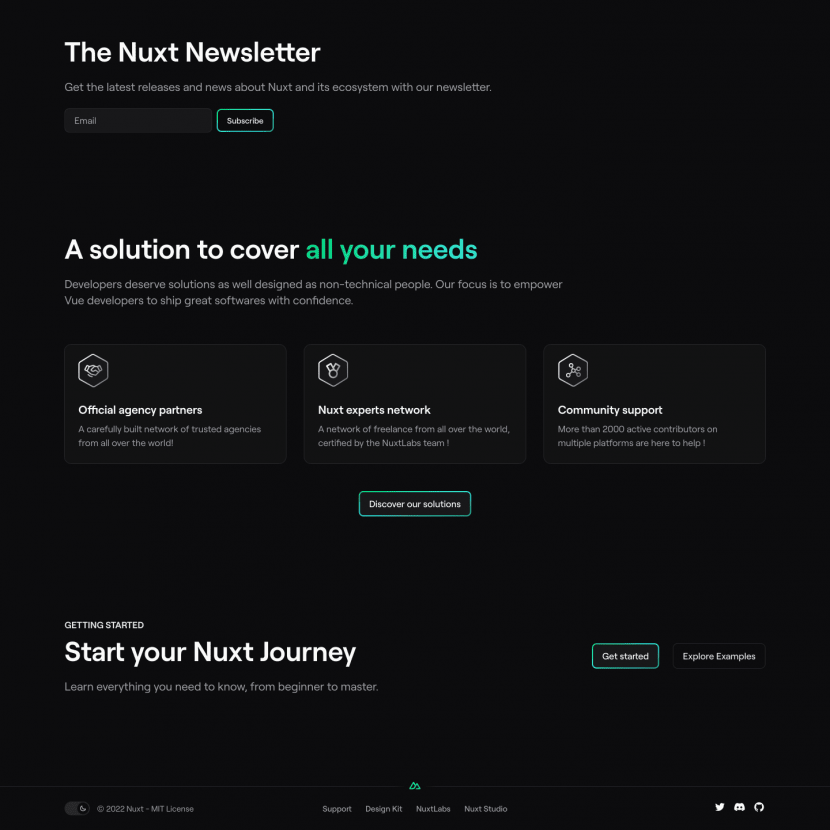 The Nuxt Newsletter
Get the latest releases and news about Nuxt and its ecosystem with our newsletter.
Email
Subscribe
A solution to cover all your needs
Developers deserve solutions as well designed as non-technical people. Our focus is to empower
Vue developers to ship great softwares with confidence.
Official agency partners
A carefully built network of trusted agencies
from all over the world!
Nuxt experts network
A network of freelance from all over the world,
certified by the NuxtLabs team !
Community support
More than 2000 active contributors on
multiple platforms are here to help !
Discover our solutions
GETTING STARTED
Start your Nuxt Journey
Learn everything you need to know, from beginner to master.
Get started
Explore Examples
© 2022 Nuxt - MIT License
Support
Design Kit
NuxtLabs
Nuxt Studio